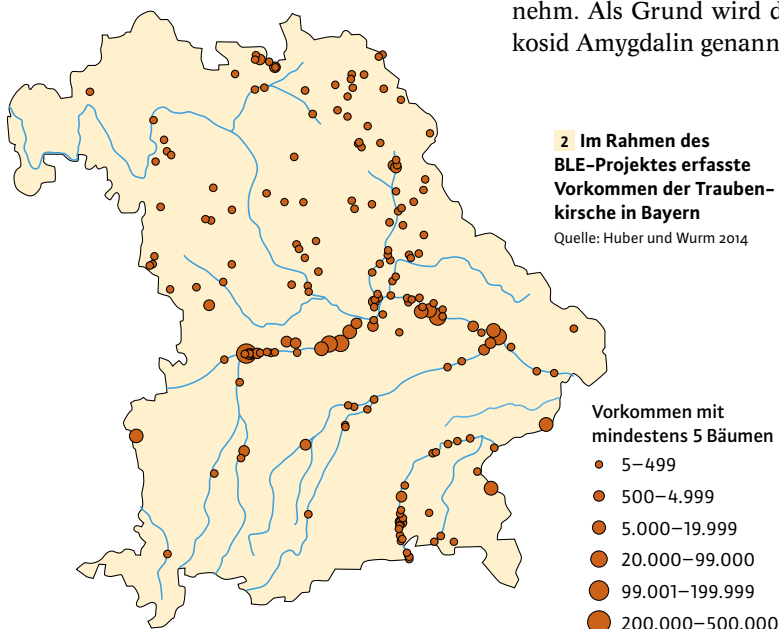 nehm. Als Grund wird d
kosid Amygdalin genann
2 Im Rahmen des
BLE-Projektes erfasste
Vorkommen der Trauben-
kirsche in Bayern
Quelle: Huber und Wurm 2014
Vorkommen mit
mindestens 5 Bäumen
5–499
500–4.999
5.000–19.999
20.000–99.000
99.001–199.999
200.000–500.000